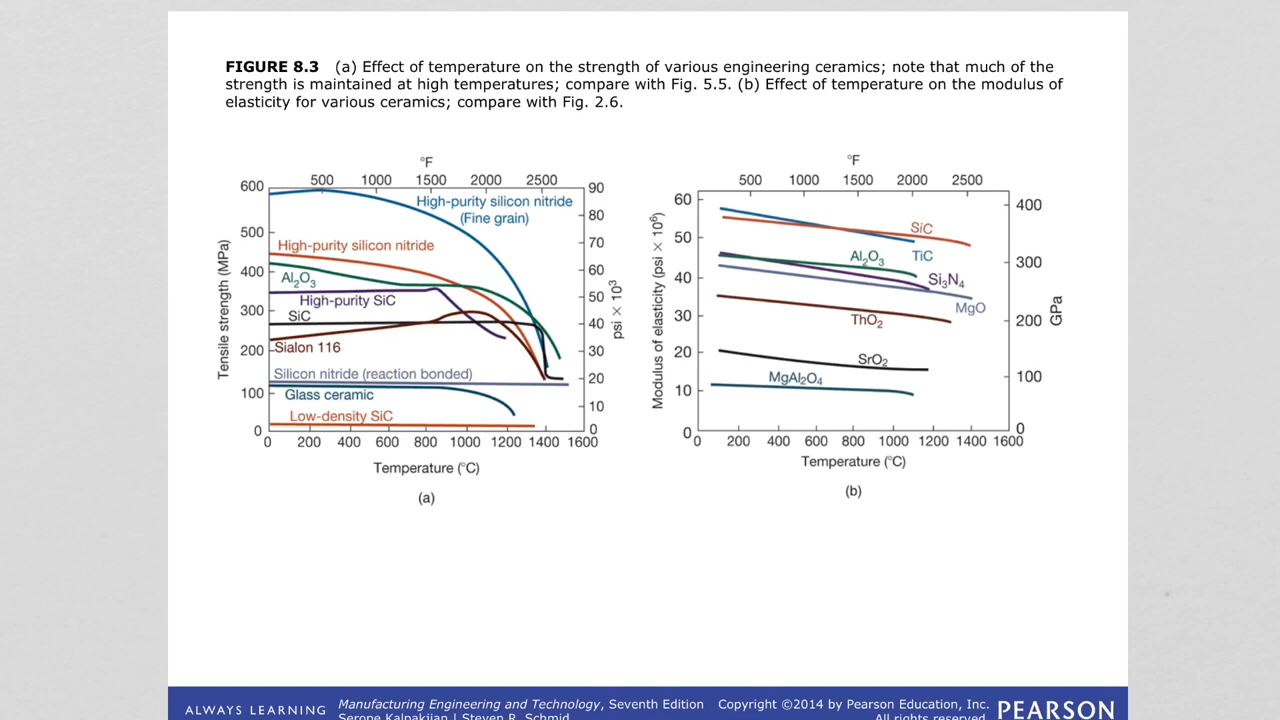 FIGURE 8.3 (a) Effect of temperature on the strength of various engineering ceramics; note that much of the
strength is maintained at high temperatures; compare with Fig. 5.5. (b) Effect of temperature on the modulus of
elasticity for various ceramics; compare with Fig. 2.6.
°F
500 1000 1500 2000 2500
600
500
400
300
200
100
0
Tensile strength (MPa)
High-purity silicon nitride
(Fine grain)
High-purity silicon nitride
Al₂O₃
High-purity SiC
SiC
Sialon 116
Silicon nitride (reaction bonded)
Glass ceramic
Low-density SiC
90
80
70
60
50
40
30
20
10
0
psi × 10³
0 200 400 600 800 1000 1200 1400 1600
Temperature (°C)
(a)
°F
500 1000 1500 2000 2500
60
50
40
30
20
10
0
Modulus of elasticity (psi × 10⁶)
SiC
TiC
Al₂O₃
Si₃N₄
MgO
ThO₂
SrO₂
MgAl₂O₄
400
300
200
100
0
GPa
0 200 400 600 800 1000 1200 1400 1600
Temperature (°C)
(b)
ALWAYS LEARNING
Manufacturing Engineering and Technology, Seventh Edition
Serope Kalpakjian | Steven R. Schmid
Copyright ©2014 by Pearson Education, Inc.
All rights reserved.
PEARSON